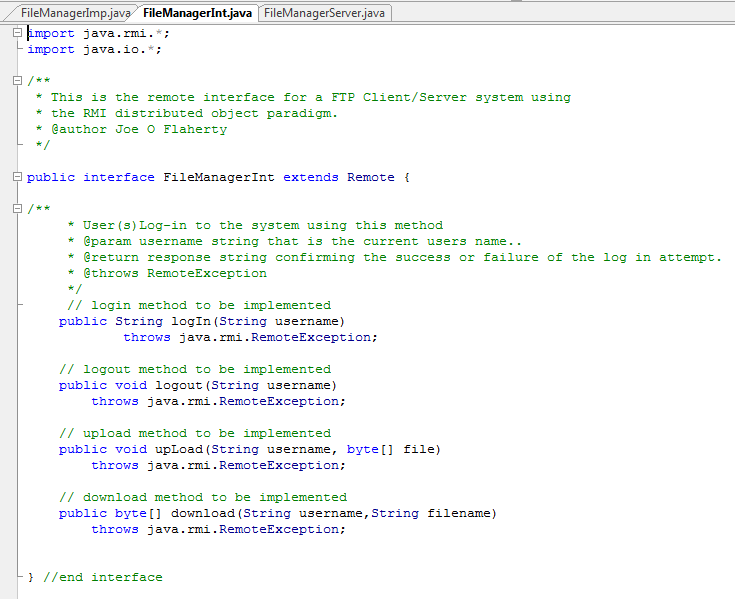 FileManagerImp.java FileManagerInt.java FileManagerServer.java
import java.rmi.*;
import java.io.*;
/**
* This is the remote interface for a FTP Client/Server system using
* the RMI distributed object paradigm.
* @author Joe O Flaherty
*/
public interface FileManagerInt extends Remote {
/**
* User(s)Log-in to the system using this method
* @param username string that is the current users name..
* @return response string confirming the success or failure of the log in attempt.
* @throws RemoteException
*/
// login method to be implemented
public String logIn(String username)
throws java.rmi.RemoteException;
// logout method to be implemented
public void logout(String username)
throws java.rmi.RemoteException;
// upload method to be implemented
public void upLoad(String username, byte[] file)
throws java.rmi.RemoteException;
// download method to be implemented
public byte[] download(String username,String filename)
throws java.rmi.RemoteException;
} //end interface